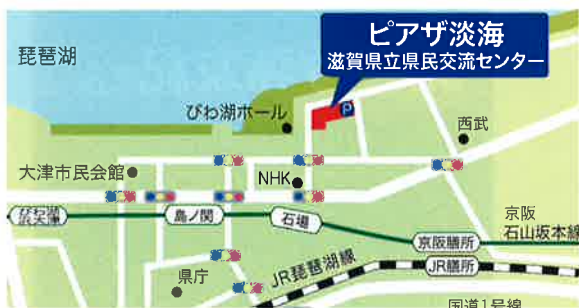 ピアザ淡海
滋賀県立県民交流センター
琵琶湖
びわ湖ホール
P
西武
大津市民会館
NHK
島ノ関
石場
京阪
石山坂本線
京阪膳所
JR膳所
JR琵琶湖線
県庁
国道1号線